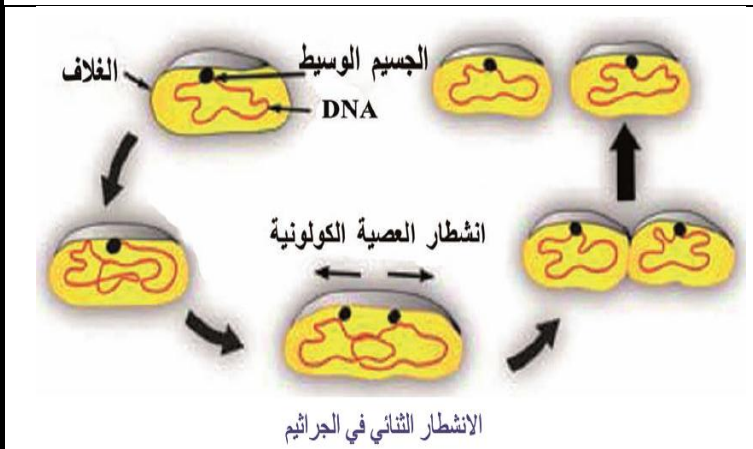 الجسيم الوسيط
الغلاف
DNA
انشطار العصية الكولونية
الانشطار الثنائي في الجراثيم